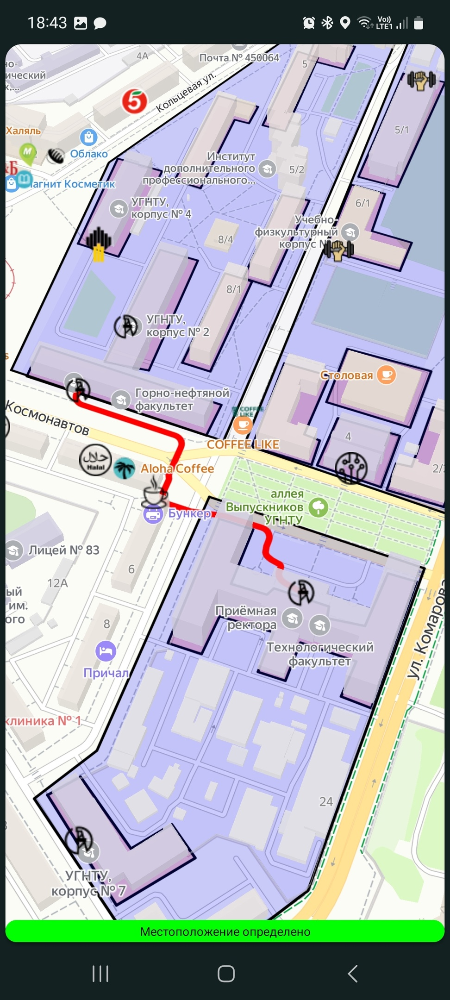 18:43
Vo))
LTE1
4А
Почта № 450064
5
но-
ический
Кольцевая ул.
5
5/1
Халяль
М
Облако
Институт
дополнительного
профессионального...
5/2
&Б
Магнит Косметик
УГНТУ,
корпус № 4
6/1
Учебно-
физкультурный
корпус №
8/4
8/1
УГНТУ,
корпус № 2
s
Столовая
Горно-нефтяной
факультет
COFFEE
LIKE
Космонавтов
4
COFFEE LIKE
حلال
Halal
Aloha Coffee
2/2
аллея
Выпускников
УГНТУ
Бункер
Лицей № 83
6
12А
ый
им.
ого
Приёмная
ректора
8
Технологический
факультет
ул. Комарова
Причал
клиника № 1
24
УГНТУ,
корпус № 7
Местоположение определено